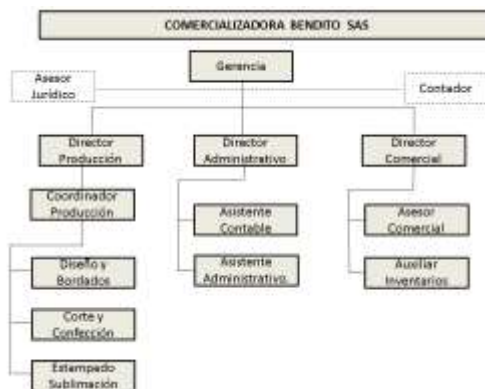 COMERCIALIZADORA BENDITO SAS
Gerencia
Asesor
Jurídico
Contador
Director
Producción
Director
Administrativo
Director
Comercial
Coordinador
Producción
Asistente
Contable
Asesor
Comercial
Diseño y
Bordados
Asistente
Administrativo.
Auxiliar
Inventarios
Corte y
Confección
Estampado
Sublimación